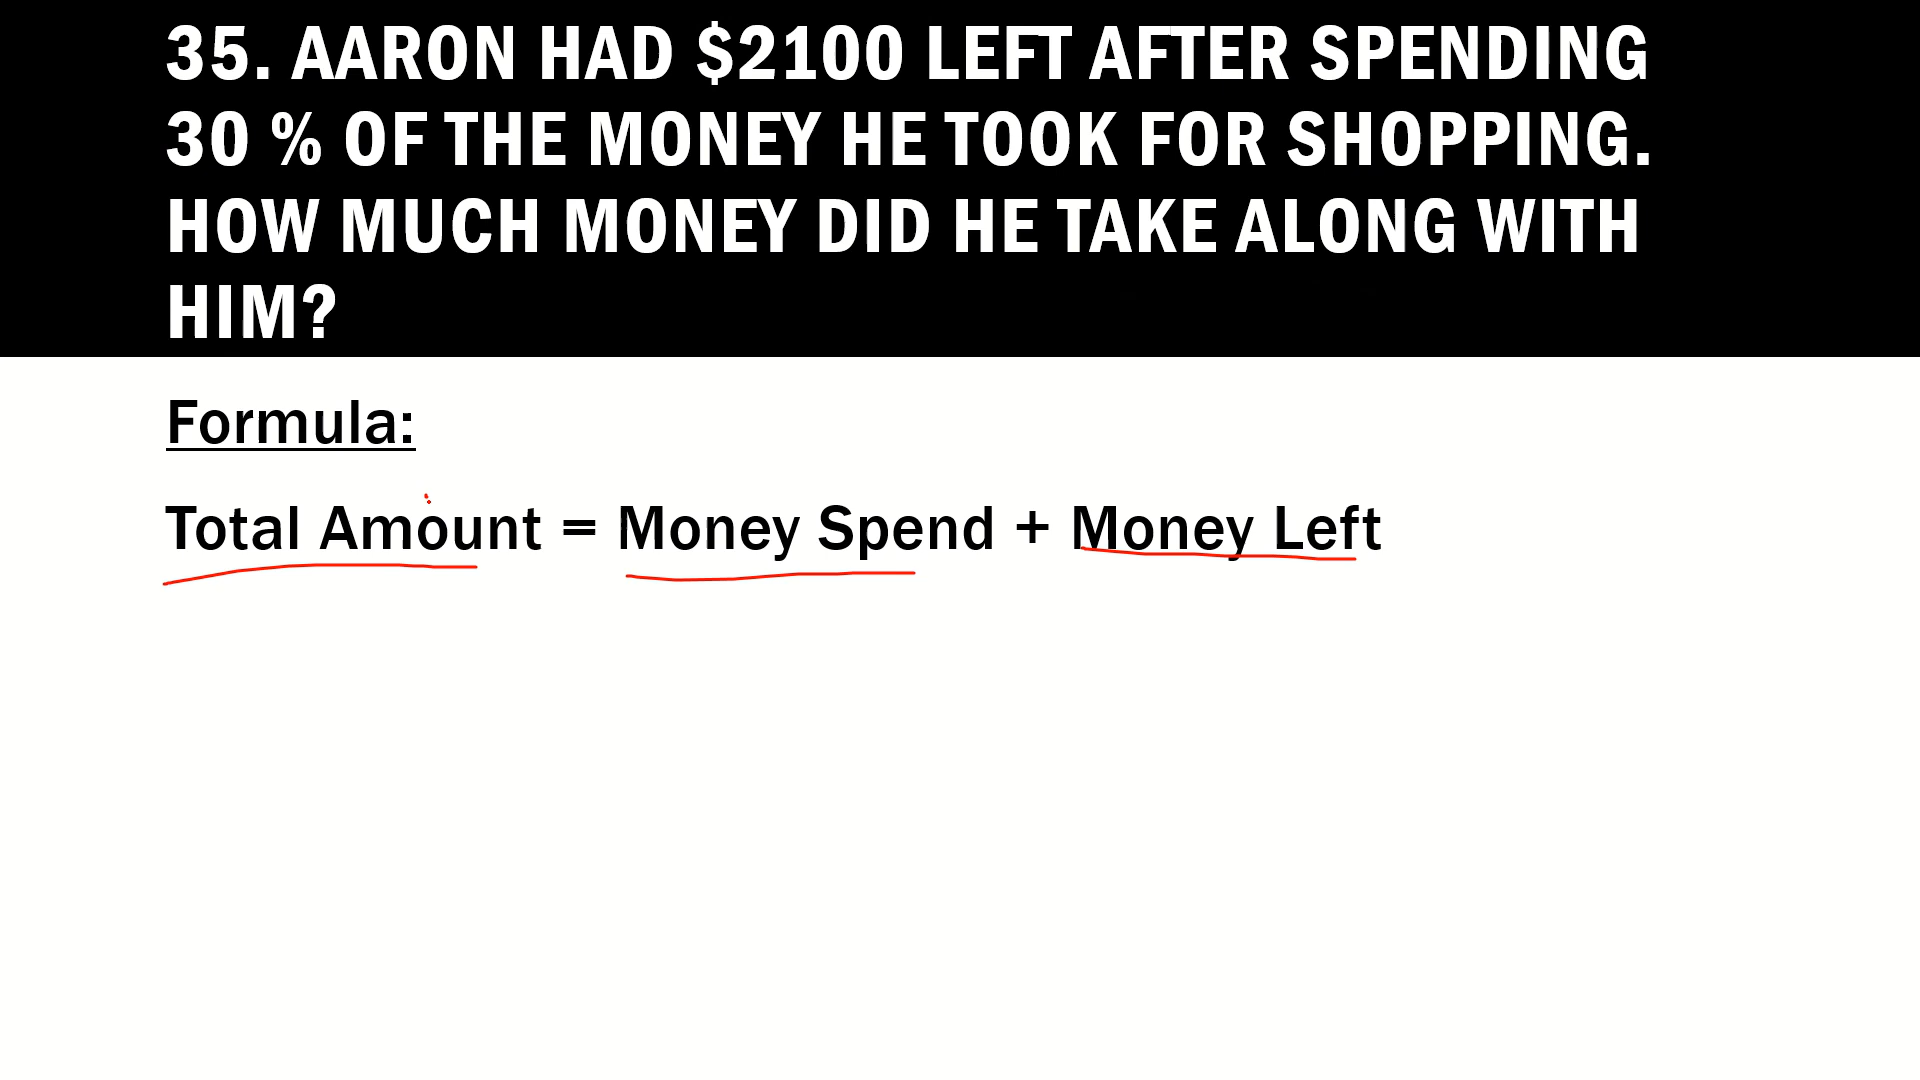 35. AARON HAD $2100 LEFT AFTER SPENDING
30 % OF THE MONEY HE TOOK FOR SHOPPING.
HOW MUCH MONEY DID HE TAKE ALONG WITH
HIM?
Formula:
Total Amount = Money Spend + Money Left